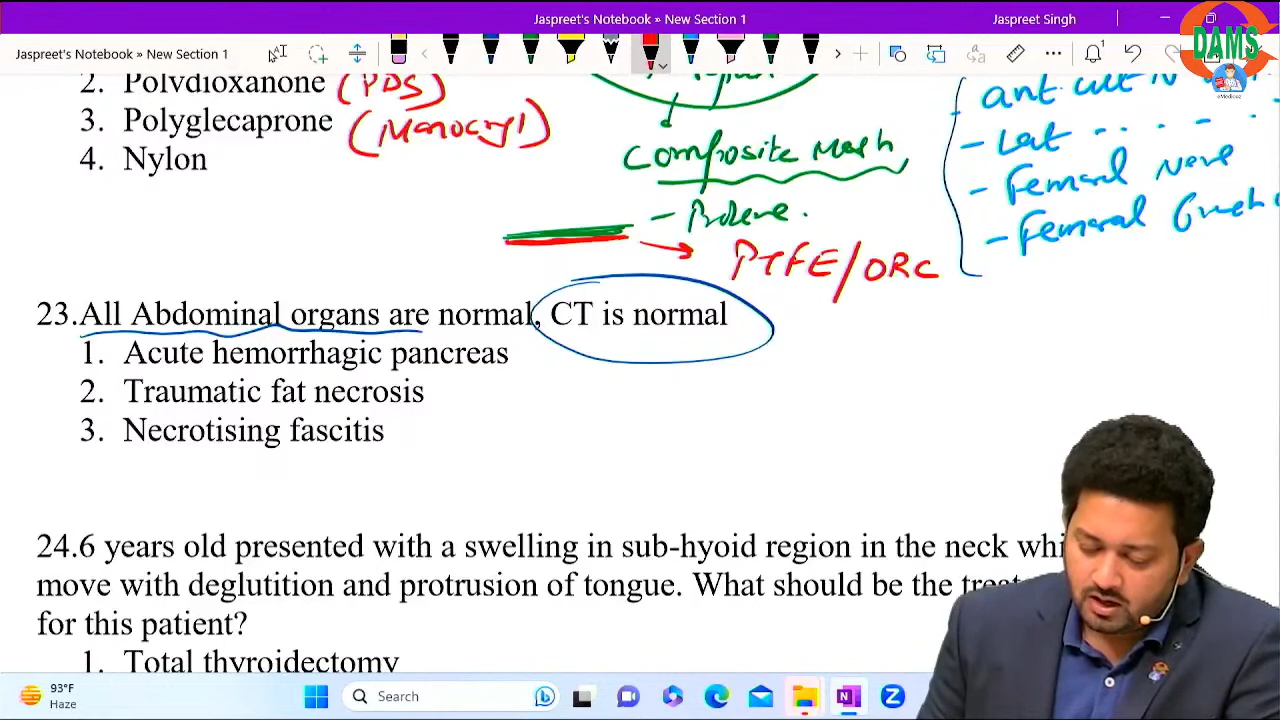 Jaspreet's Notebook » New Section 1
Jaspreet Singh
Jaspreet's Notebook » New Section 1
DAMS
eMedicoz
2. Polydioxanone (PDS)
3. Polyglecaprone (Monocryl)
4. Nylon
Composite Mesh
- Prolene.
PTFE/ORC
ant. cut N
- Lat
- Femoral Nerve
- Femoral
23.All Abdominal organs are normal, CT is normal
1. Acute hemorrhagic pancreas
2. Traumatic fat necrosis
3. Necrotising fascitis
24.6 years old presented with a swelling in sub-hyoid region in the neck
move with deglutition and protrusion of tongue. What should be the
for this patient?
1. Total thyroidectomy
93°F
Haze
Search